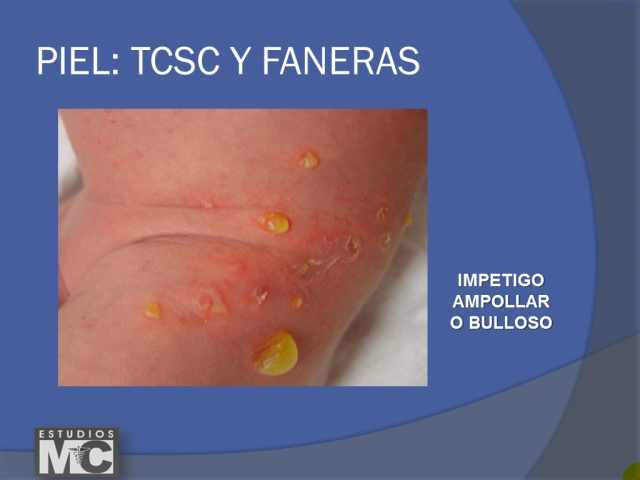 PIEL: TCSC Y FANERAS
IMPETIGO
AMPOLLAR
O BULLOSO
ESTUDIOS
MC